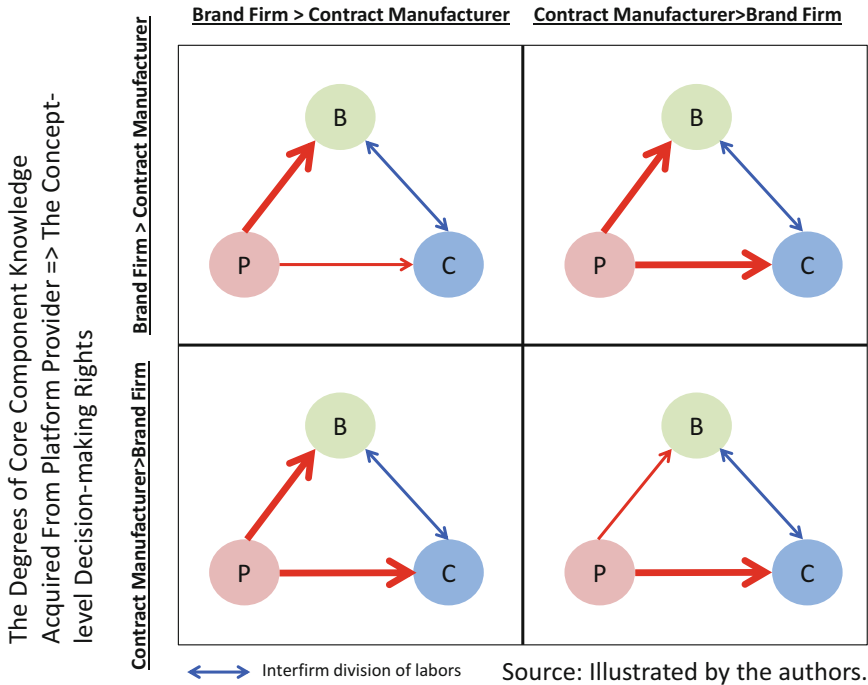 Brand Firm > Contract Manufacturer
Contract Manufacturer>Brand Firm
The Degrees of Core Component Knowledge
Acquired From Platform Provider => The Concept-
level Decision-making Rights
Brand Firm > Contract Manufacturer
Contract Manufacturer>Brand Firm
B
P
C
B
P
C
B
P
C
B
P
C
Interfirm division of labors
Source: Illustrated by the authors.